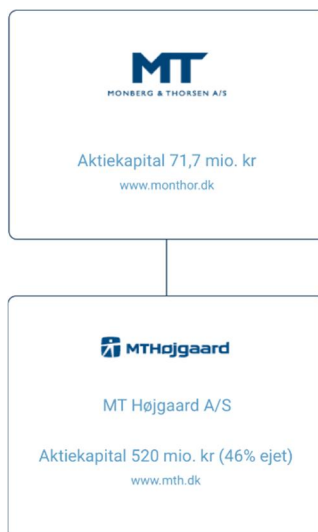 MT
MONBERG & THORSEN A/S
Aktiekapital 71,7 mio. kr
www.monthor.dk
MTHøjgaard
MT Højgaard A/S
Aktiekapital 520 mio. kr (46% ejet)
www.mth.dk